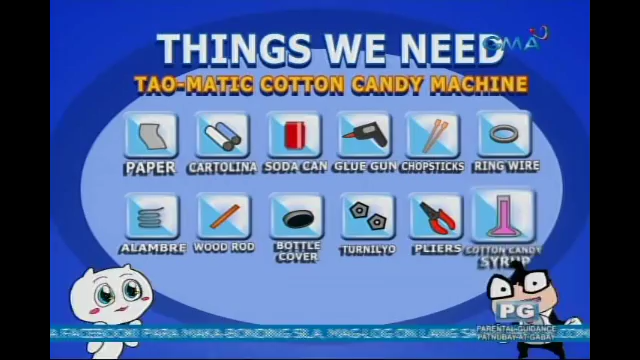 THINGS WE NEED
GMA
TAO-MATIC COTTON CANDY MACHINE
PAPER
CARTOLINA
SODA CAN
GLUE GUN
CHOPSTICKS
RING WIRE
ALAMBRE
WOOD ROD
BOTTLE COVER
TURNILYO
PLIERS
COTTON CANDY SYRUP
PG
PARENTAL GUIDANCE
PATNUBAY AT GABAY
A FACEBOOK! PARA MAKA-BONDING SILA, MAG-LOG ON LANG SA